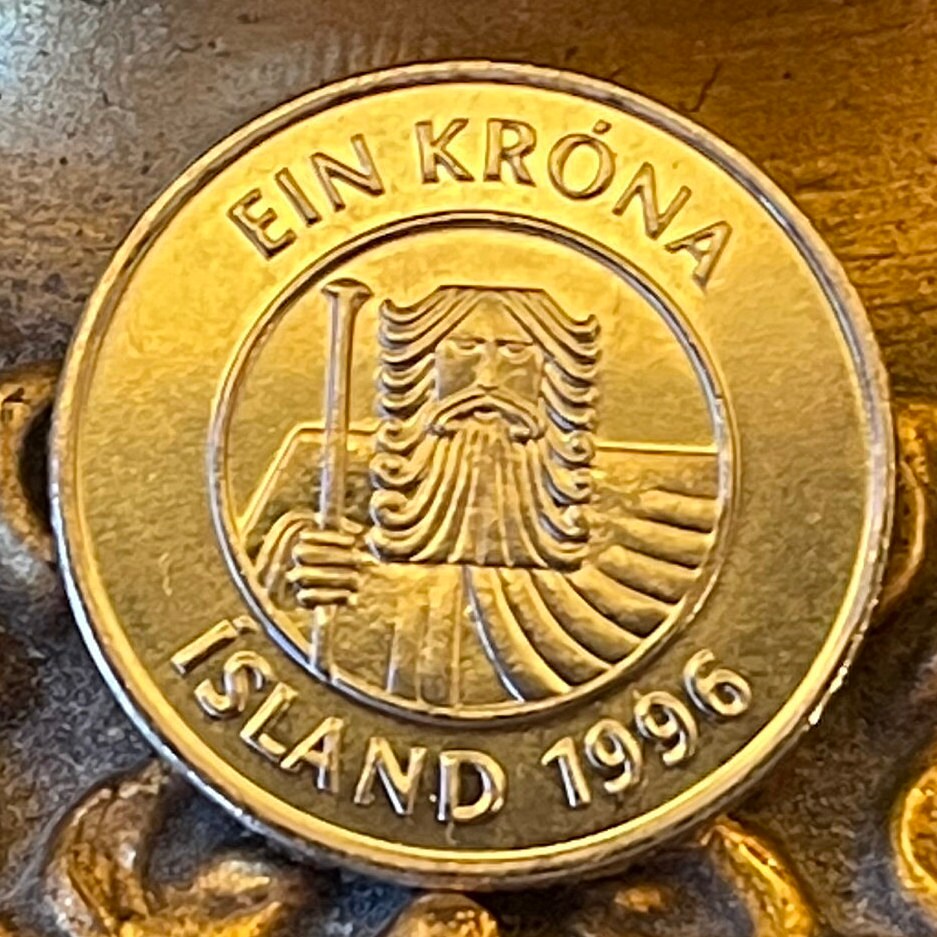 EIN KRÓNA
ÍSLAND 1996